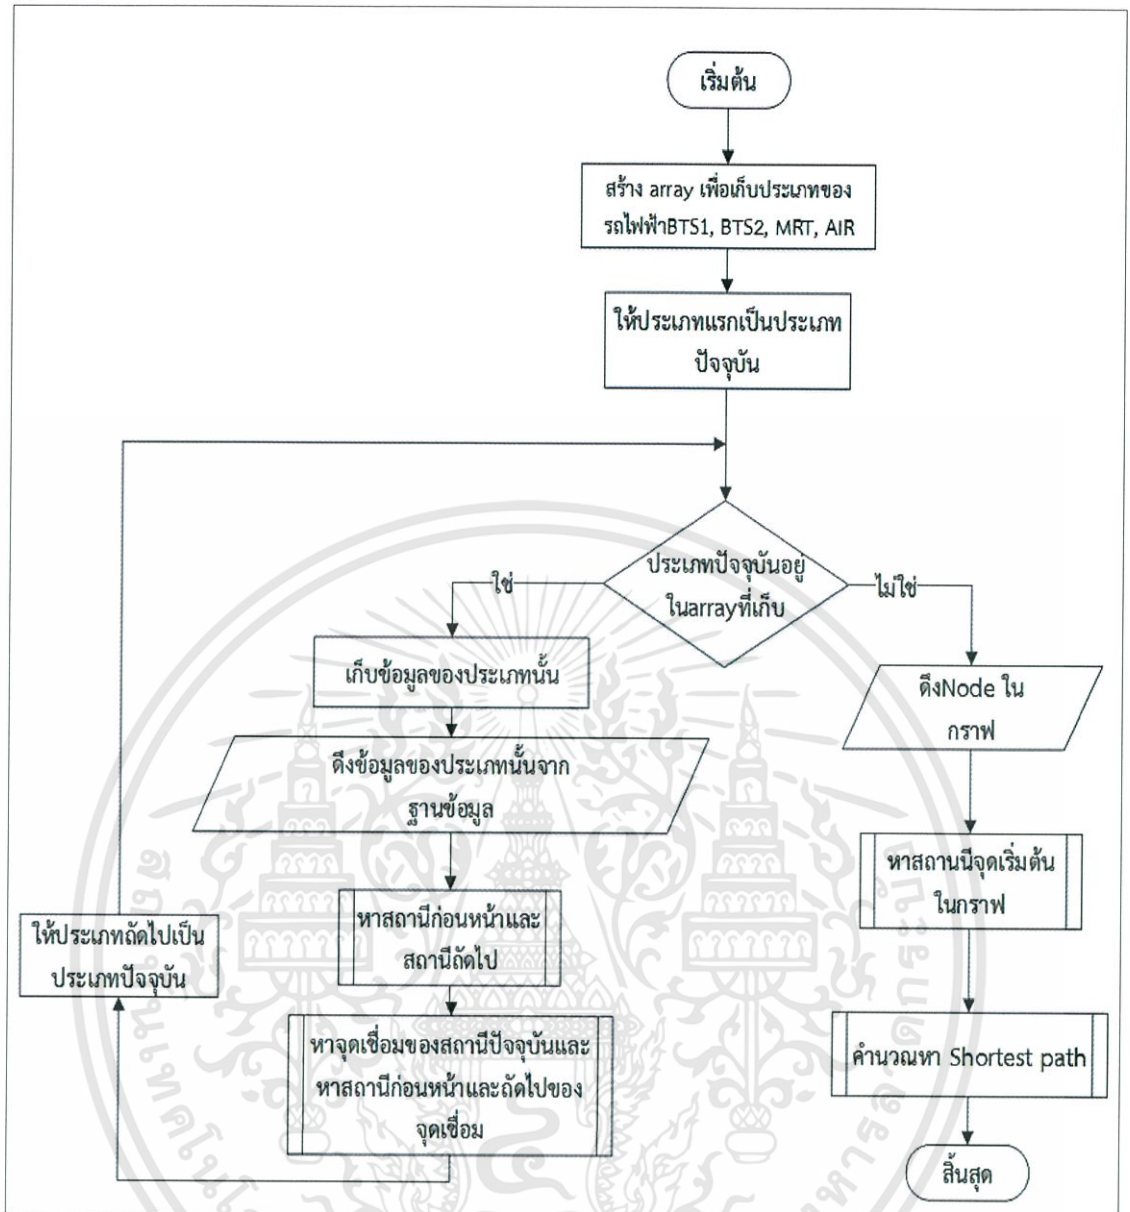 เริ่มต้น
สร้าง array เพื่อเก็บประเภทของ
รถไฟฟ้าBTS1, BTS2, MRT, AIR
ให้ประเภทแรกเป็นประเภท
ปัจจุบัน
ประเภทปัจจุบันอยู่
ในarrayที่เก็บ
ใช่
ไม่ใช่
เก็บข้อมูลของประเภทนั้น
ดึงข้อมูลของประเภทนั้นจาก
ฐานข้อมูล
หาสถานีก่อนหน้าและ
สถานีถัดไป
หาจุดเชื่อมของสถานีปัจจุบันและ
หาสถานีก่อนหน้าและถัดไปของ
จุดเชื่อม
ให้ประเภทถัดไปเป็น
ประเภทปัจจุบัน
ดึงNode ใน
กราฟ
หาสถานนีจุดเริ่มต้น
ในกราฟ
คำนวณหา Shortest path
สิ้นสุด